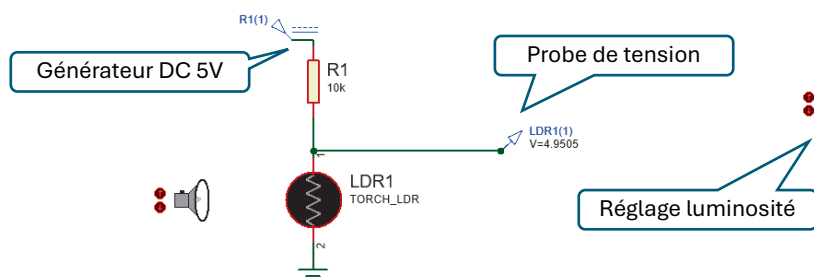 R1(1)
Générateur DC 5V
R1
10k
Probe de tension
LDR1(1)
V=4.9505
1
LDR1
TORCH_LDR
Réglage luminosité
2